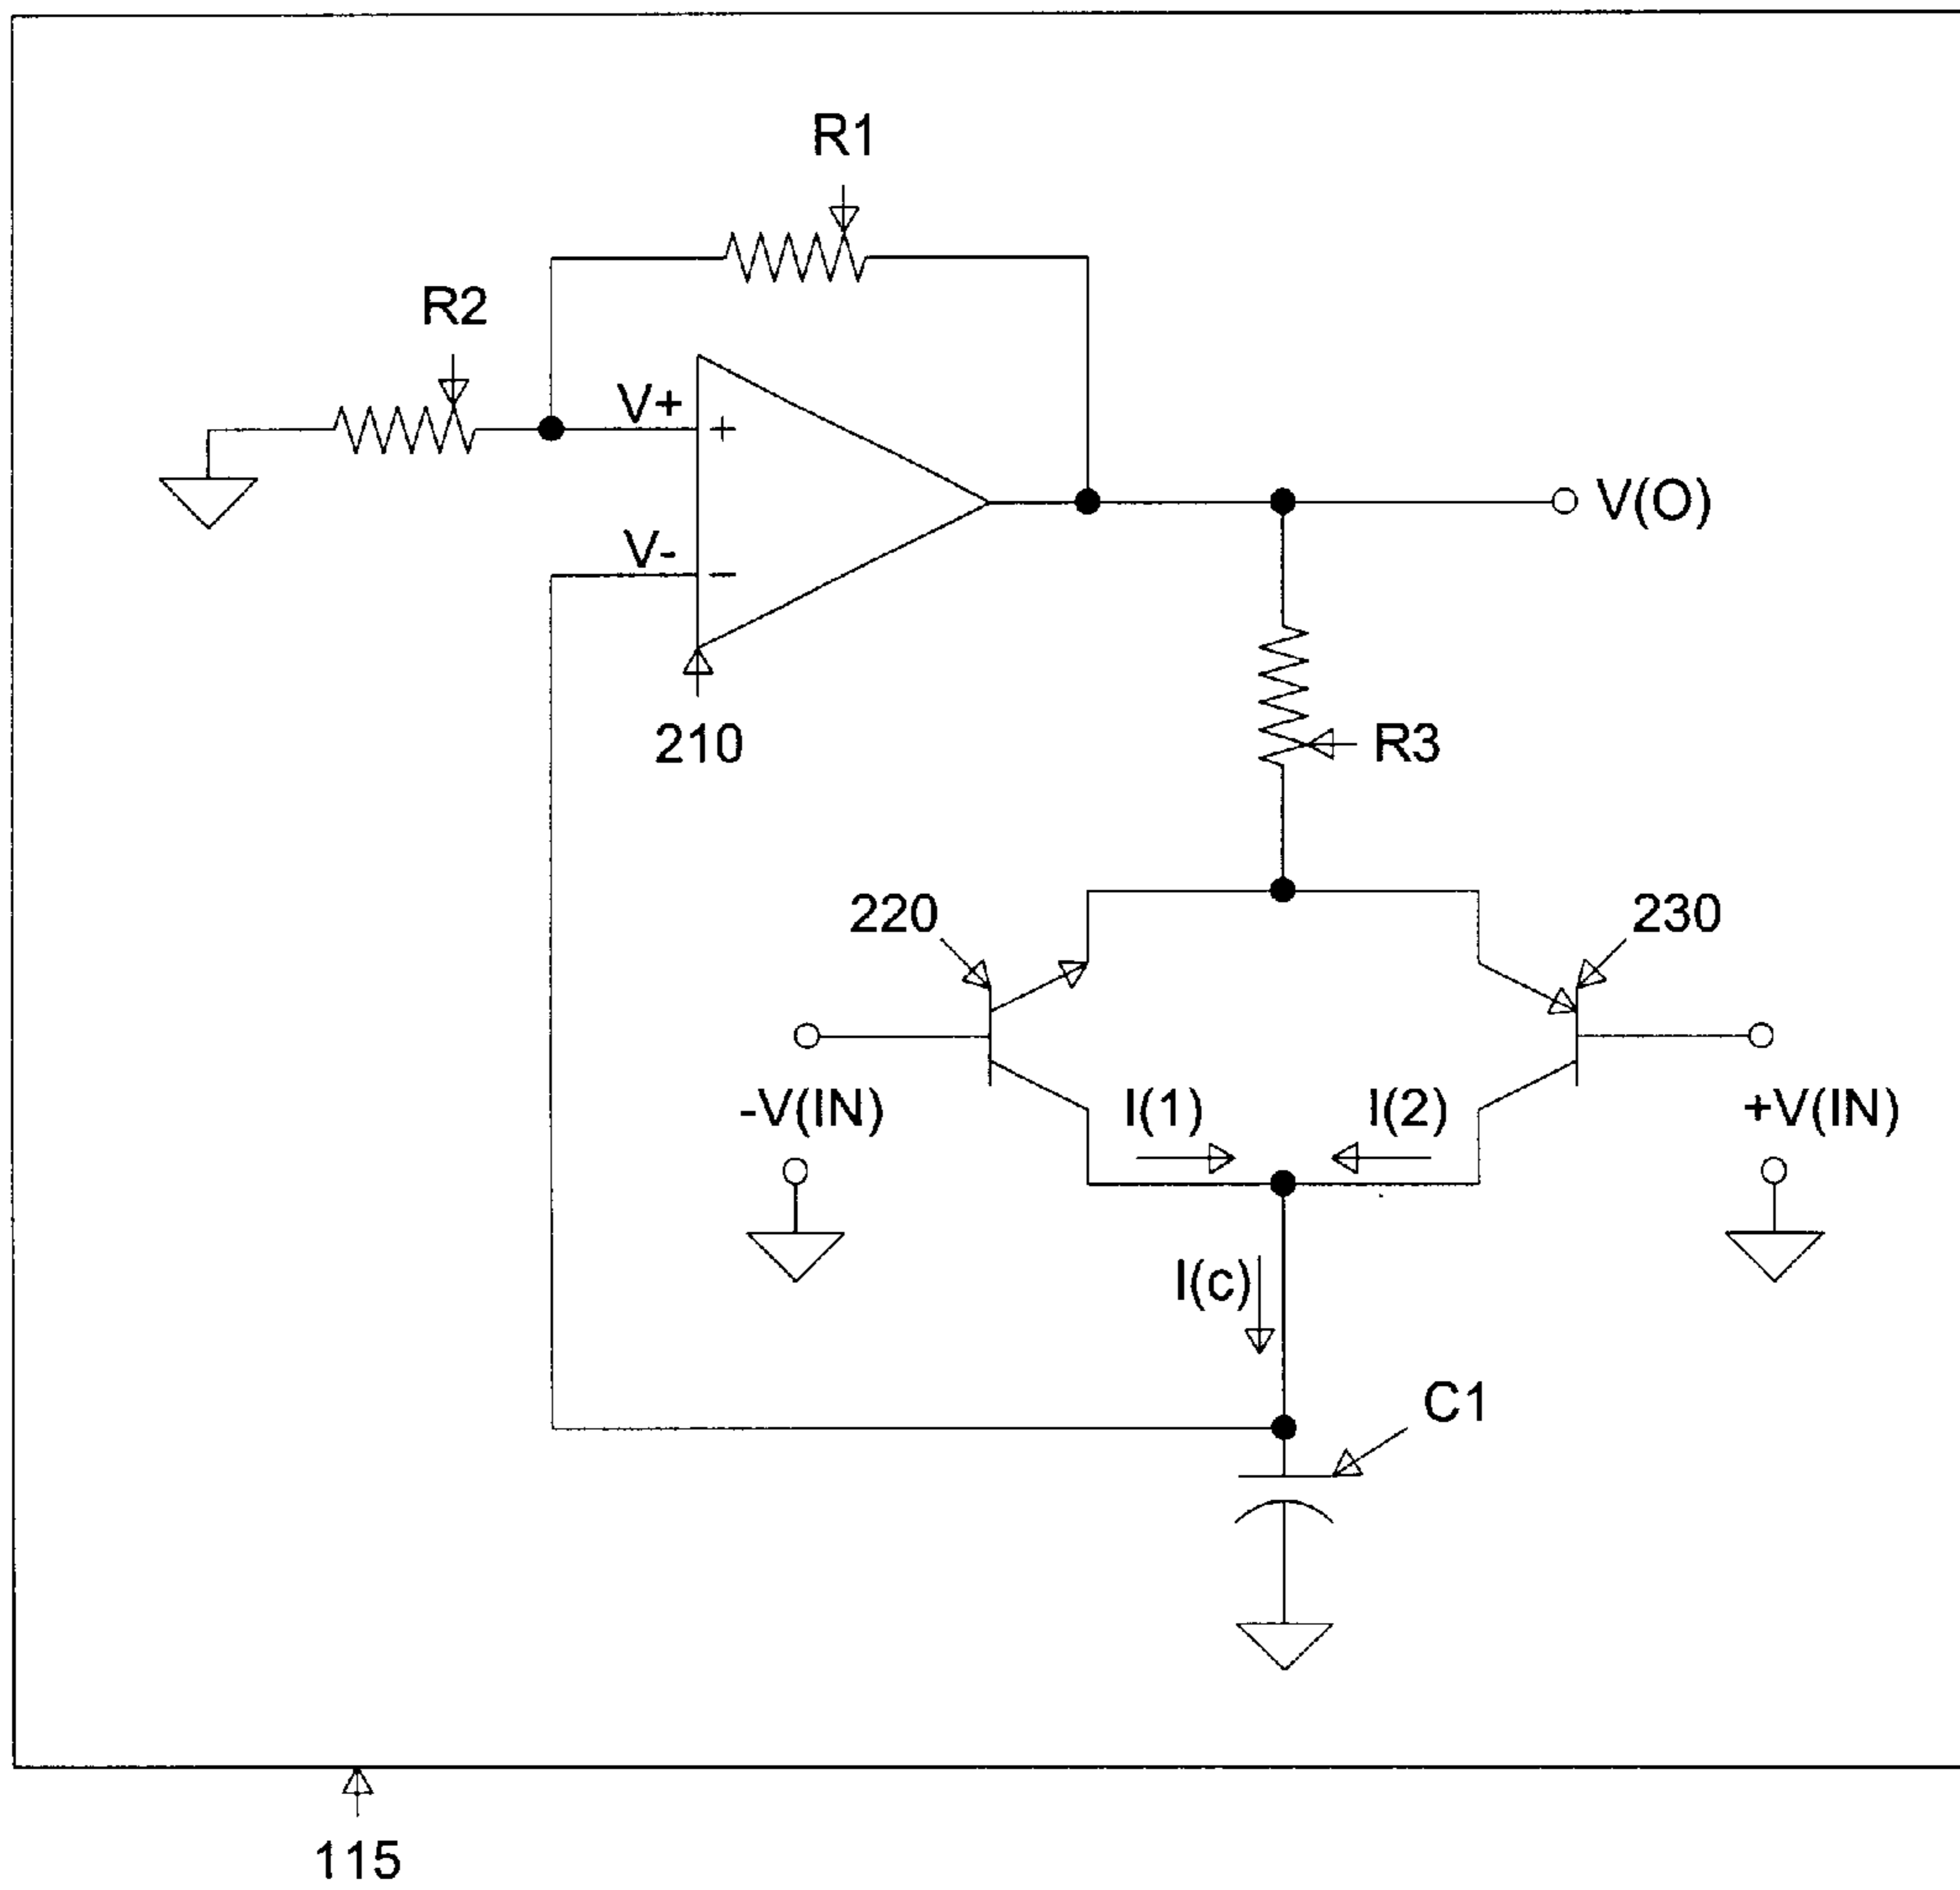 R1
R2
V+
+
V-
−
V(O)
210
R3
220
230
-V(IN)
I(1)
I(2)
+V(IN)
I(c)
C1
115